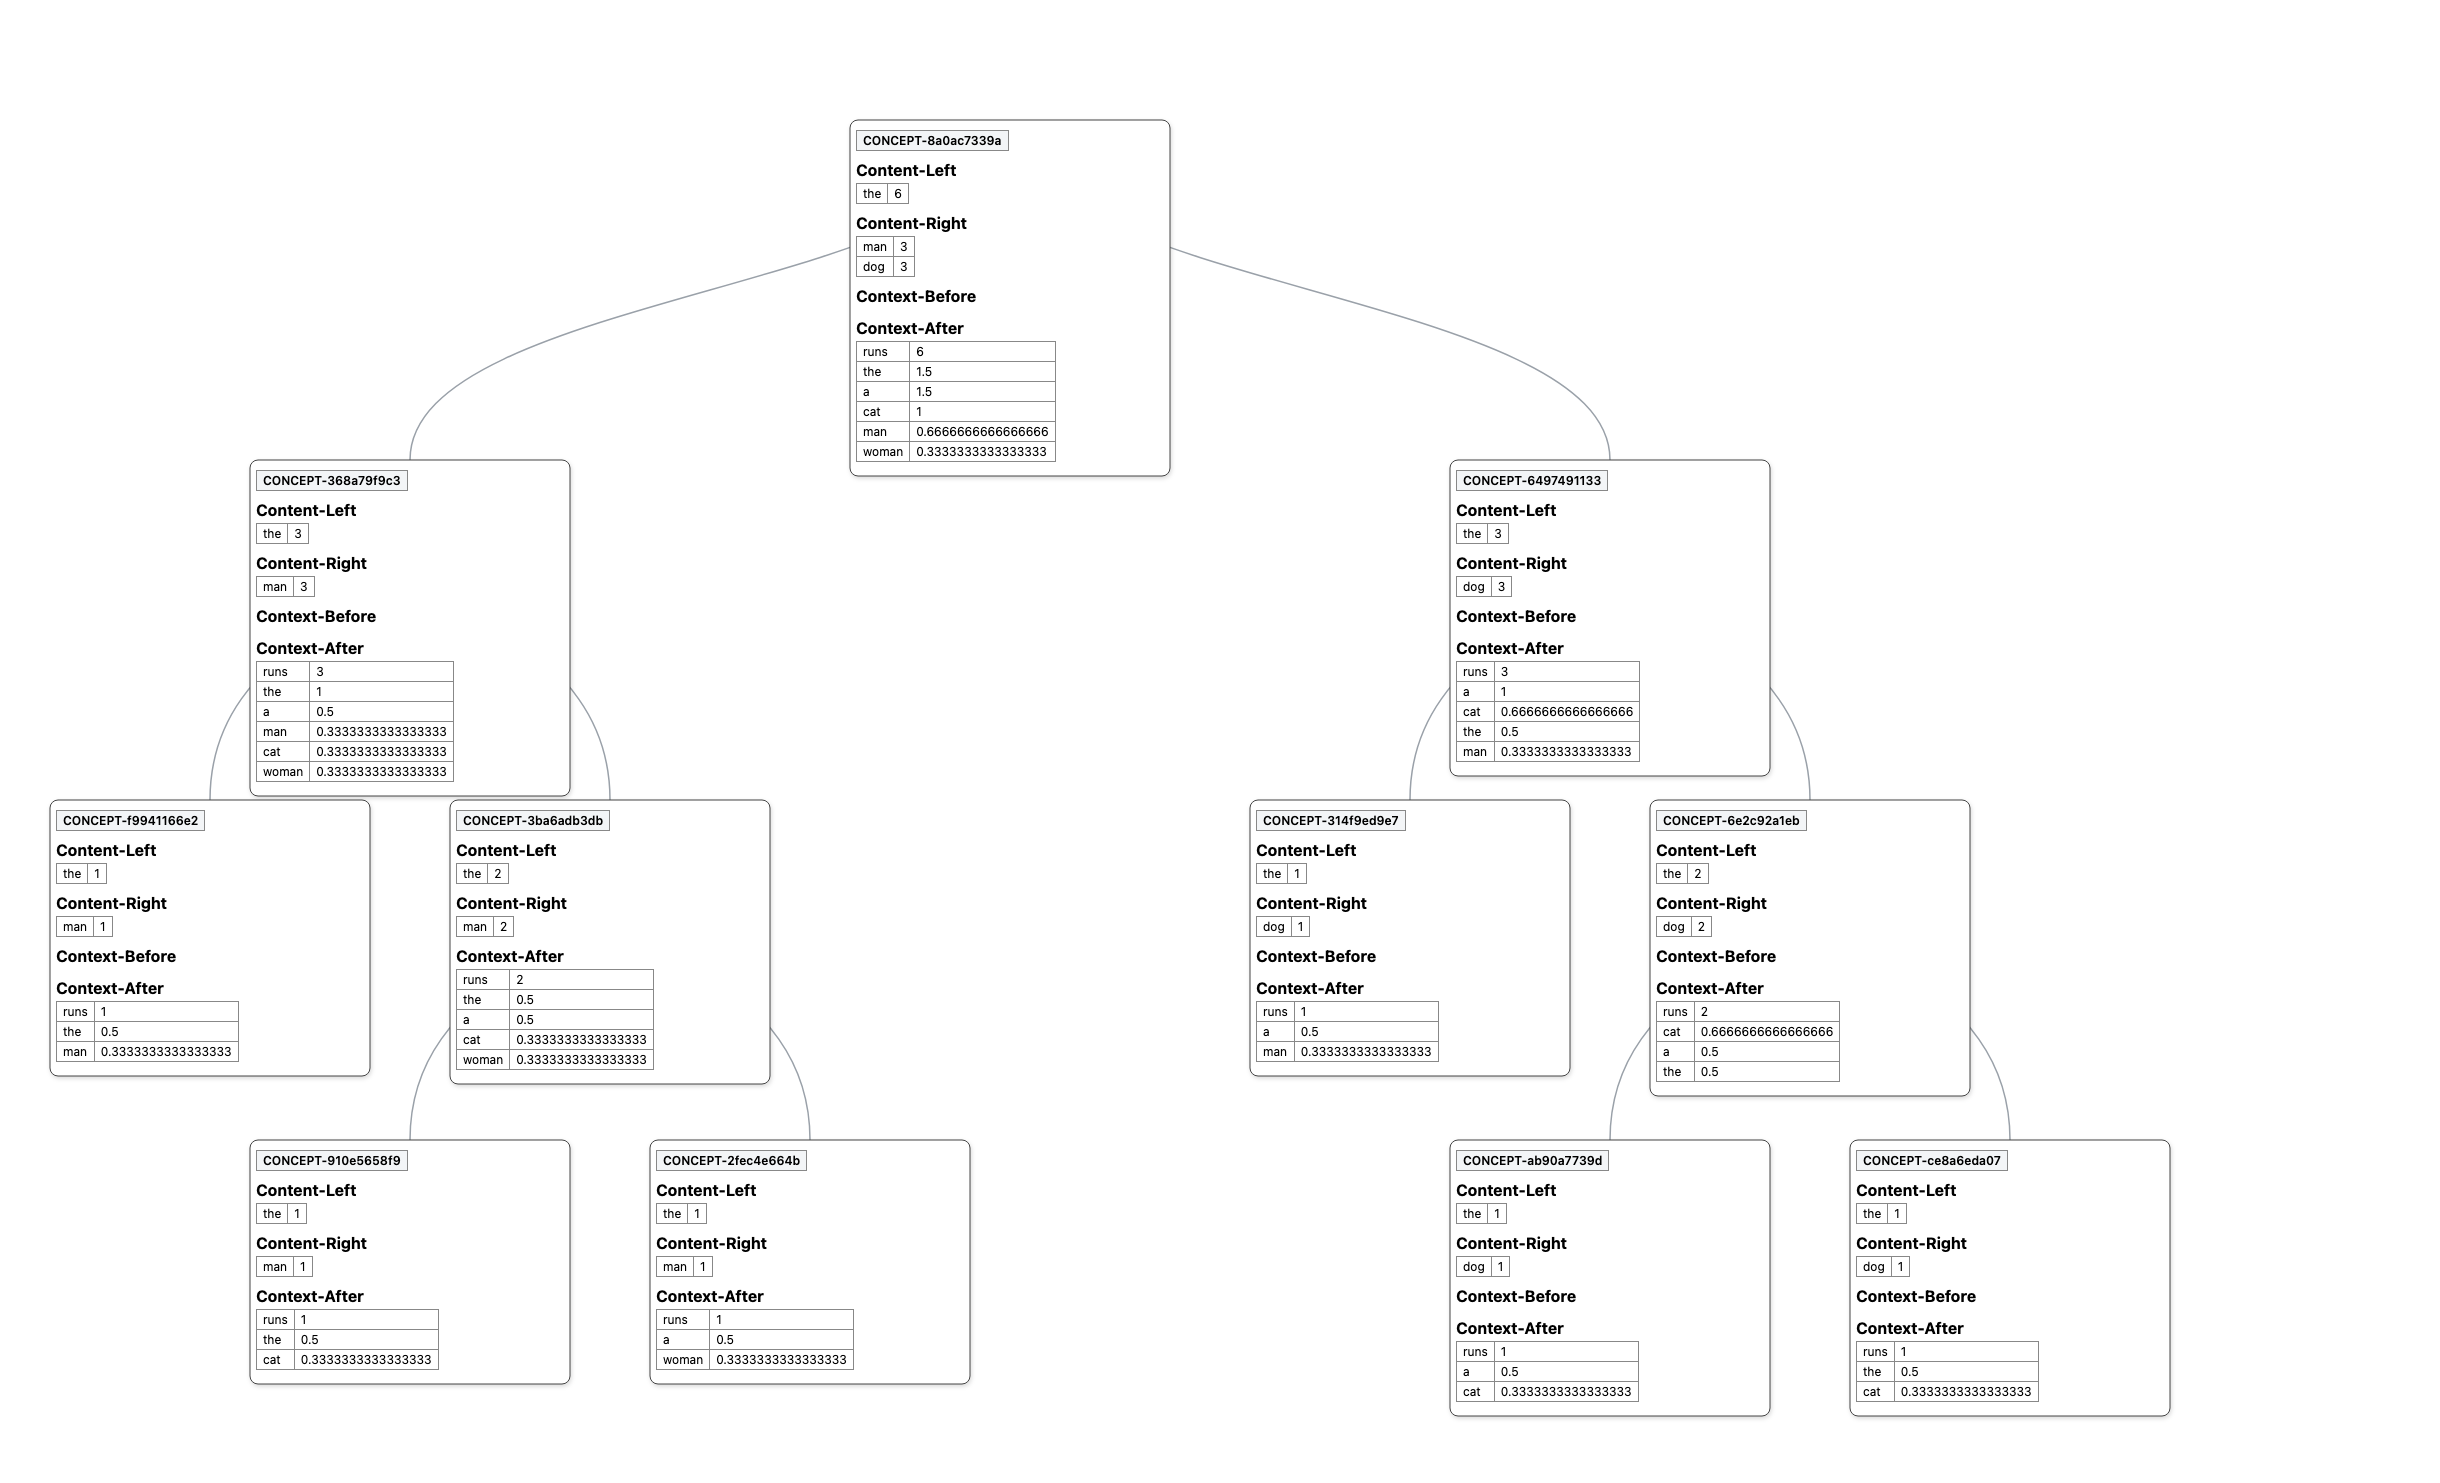 CONCEPT-8a0ac7339a
Content-Left
the 6
Content-Right
man 3
dog 3
Context-Before
Context-After
runs 6
the 1.5
a 1.5
cat 1
man 0.6666666666666666
woman 0.3333333333333333
CONCEPT-368a79f9c3
Content-Left
the 3
Content-Right
man 3
Context-Before
Context-After
runs 3
the 1
a 0.5
man 0.3333333333333333
cat 0.3333333333333333
woman 0.3333333333333333
CONCEPT-6497491133
Content-Left
the 3
Content-Right
dog 3
Context-Before
Context-After
runs 3
a 1
cat 0.6666666666666666
the 0.5
man 0.3333333333333333
CONCEPT-f9941166e2
Content-Left
the 1
Content-Right
man 1
Context-Before
Context-After
runs 1
the 0.5
man 0.3333333333333333
CONCEPT-3ba6adb3db
Content-Left
the 2
Content-Right
man 2
Context-After
runs 2
the 0.5
a 0.5
cat 0.3333333333333333
woman 0.3333333333333333
CONCEPT-314f9ed9e7
Content-Left
the 1
Content-Right
dog 1
Context-Before
Context-After
runs 1
a 0.5
man 0.3333333333333333
CONCEPT-6e2c92a1eb
Content-Left
the 2
Content-Right
dog 2
Context-Before
Context-After
runs 2
cat 0.6666666666666666
a 0.5
the 0.5
CONCEPT-910e5658f9
Content-Left
the 1
Content-Right
man 1
Context-After
runs 1
the 0.5
cat 0.3333333333333333
CONCEPT-2fec4e664b
Content-Left
the 1
Content-Right
man 1
Context-After
runs 1
a 0.5
woman 0.3333333333333333
CONCEPT-ab90a7739d
Content-Left
the 1
Content-Right
dog 1
Context-Before
Context-After
runs 1
a 0.5
cat 0.3333333333333333
CONCEPT-ce8a6eda07
Content-Left
the 1
Content-Right
dog 1
Context-Before
Context-After
runs 1
the 0.5
cat 0.3333333333333333